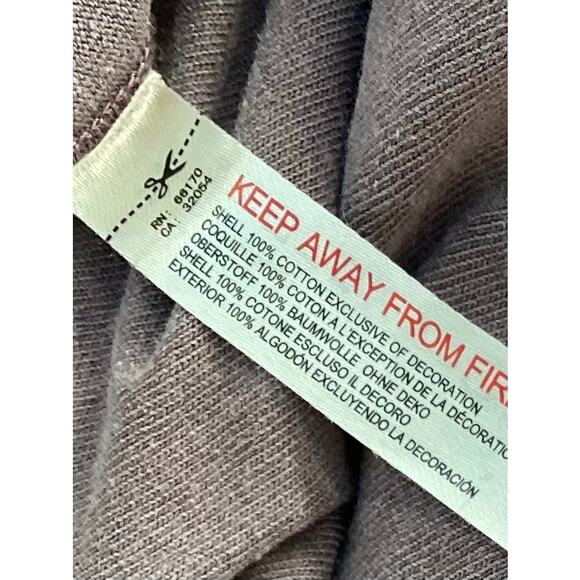 RN: 66170
CA: 32054
KEEP AWAY FROM FIR
SHELL 100% COTTON EXCLUSIVE OF DECORATION
COQUILLE 100% COTON A L'EXCEPTION DE LA DÉCORATIO
OBERSTOFF 100% BAUMWOLLE OHNE DEKO
SHELL 100% COTONE ESCLUSO IL DECORO
EXTERIOR 100% ALGODÓN EXCLUYENDO LA DECORACIÓN